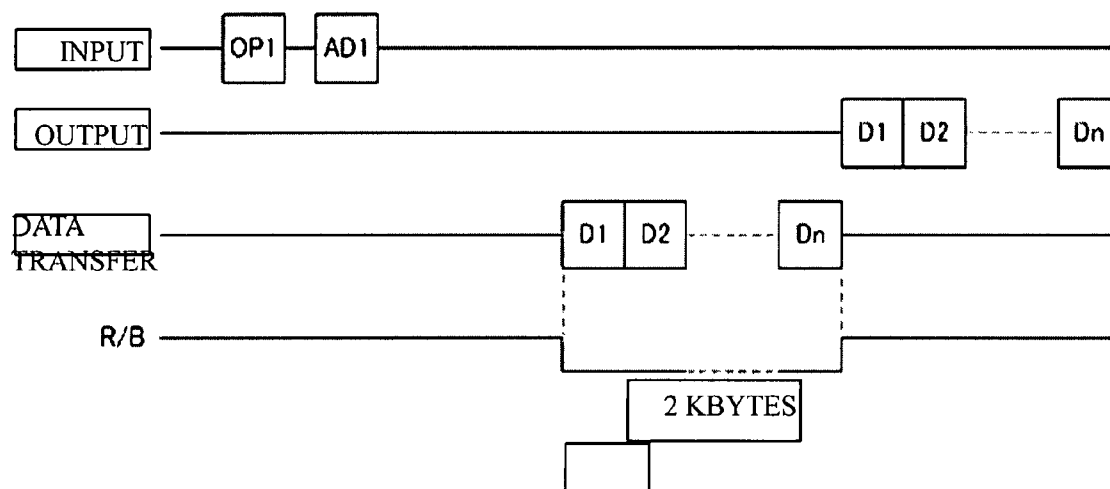 INPUT OP1 AD1
OUTPUT D1 D2 Dn
DATA TRANSFER D1 D2 Dn
R/B
2 KBYTES